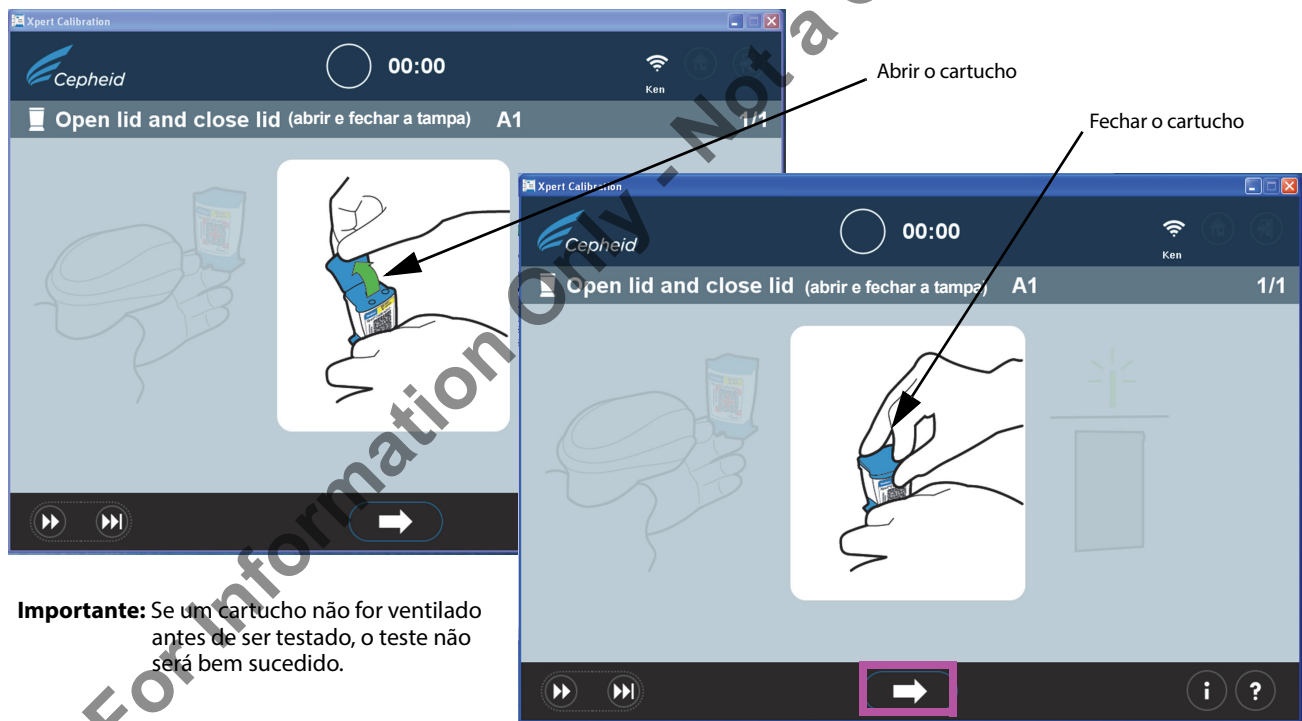 Xpert Calibration
Cepheid
00:00
Ken
Open lid and close lid (abrir e fechar a tampa) A1 1/1
Abrir o cartucho
Fechar o cartucho
Xpert Calibration
Cepheid
00:00
Ken
Open lid and close lid (abrir e fechar a tampa) A1 1/1
Importante: Se um cartucho não for ventilado
antes de ser testado, o teste não
será bem sucedido.
i ?
For Information Only - Not a